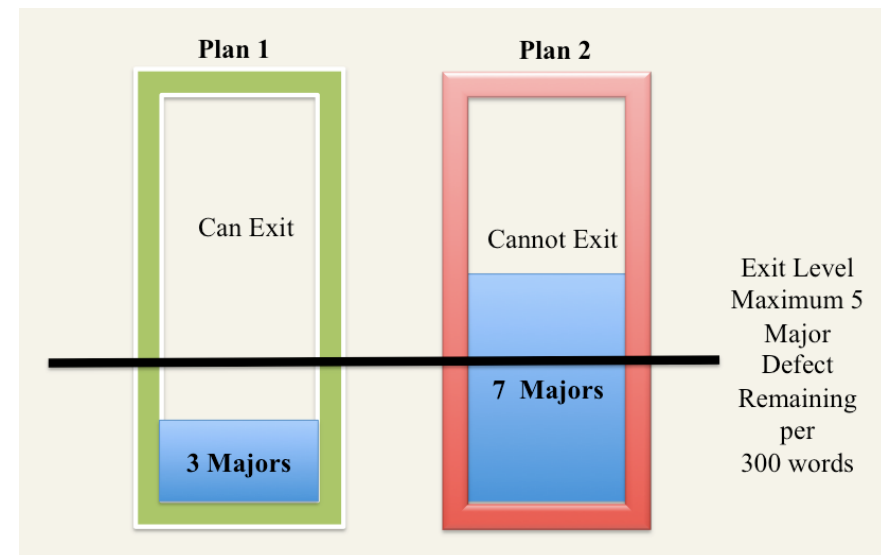 Plan 1
Can Exit
3 Majors
Plan 2
Cannot Exit
7 Majors
Exit Level
Maximum 5
Major
Defect
Remaining
per
300 words